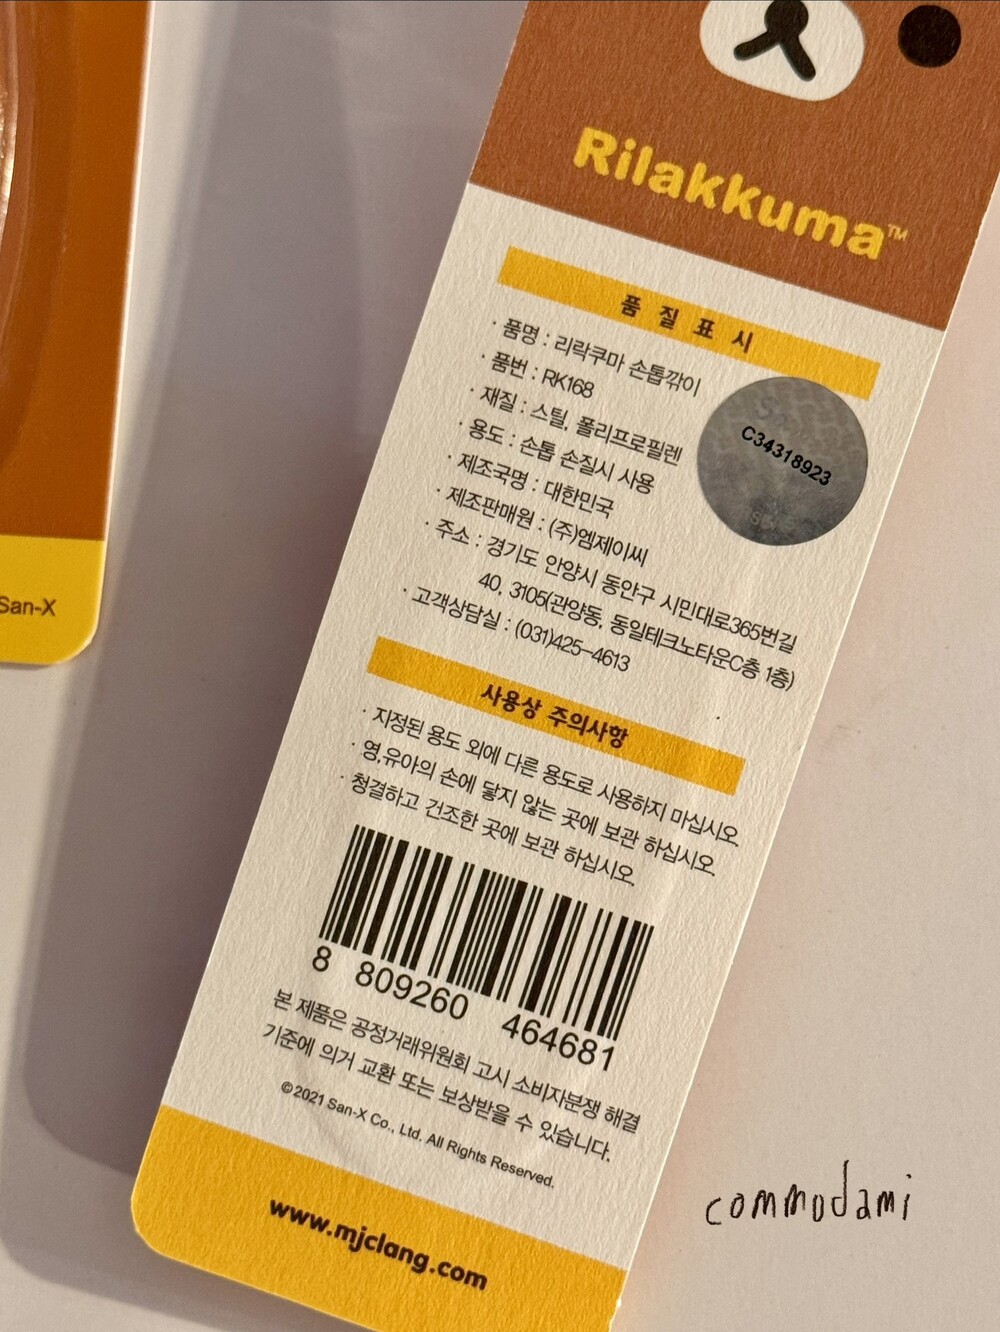 Rilakkuma™
품 질 표 시
· 품명 : 리락쿠마 손톱깎이
· 품번 : RK168
· 재질 : 스틸, 폴리프로필렌
· 용도 : 손톱 손질시 사용
· 제조국명 : 대한민국
· 제조판매원 : (주)엠제이씨
· 주소 : 경기도 안양시 동안구 시민대로365번길
40, 3105(관양동, 동일테크노타운C층 1층)
· 고객상담실 : (031)425-4613
C34318923
사용상 주의사항
· 지정된 용도 외에 다른 용도로 사용하지 마십시오.
· 영,유아의 손에 닿지 않는 곳에 보관 하십시오.
· 청결하고 건조한 곳에 보관 하십시오.
8 809260 464681
본 제품은 공정거래위원회 고시 소비자분쟁 해결
기준에 의거 교환 또는 보상받을 수 있습니다.
©2021 San-X Co., Ltd. All Rights Reserved.
www.mjclang.com
San-X
commodami